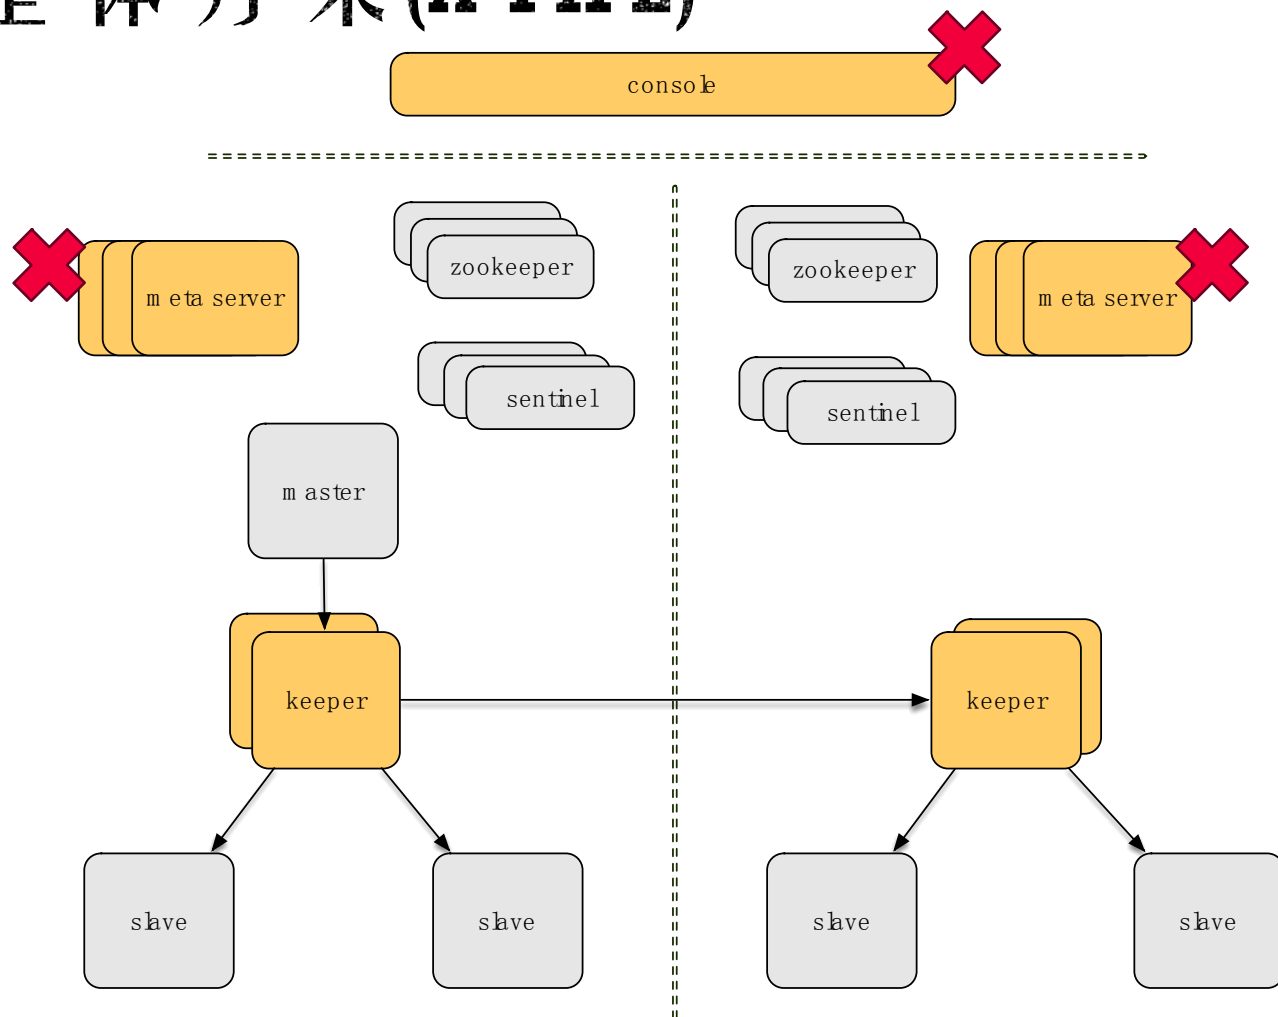 console
zookeeper
zookeeper
meta server
meta server
sentinel
sentinel
master
keeper
keeper
slave
slave
slave
slave